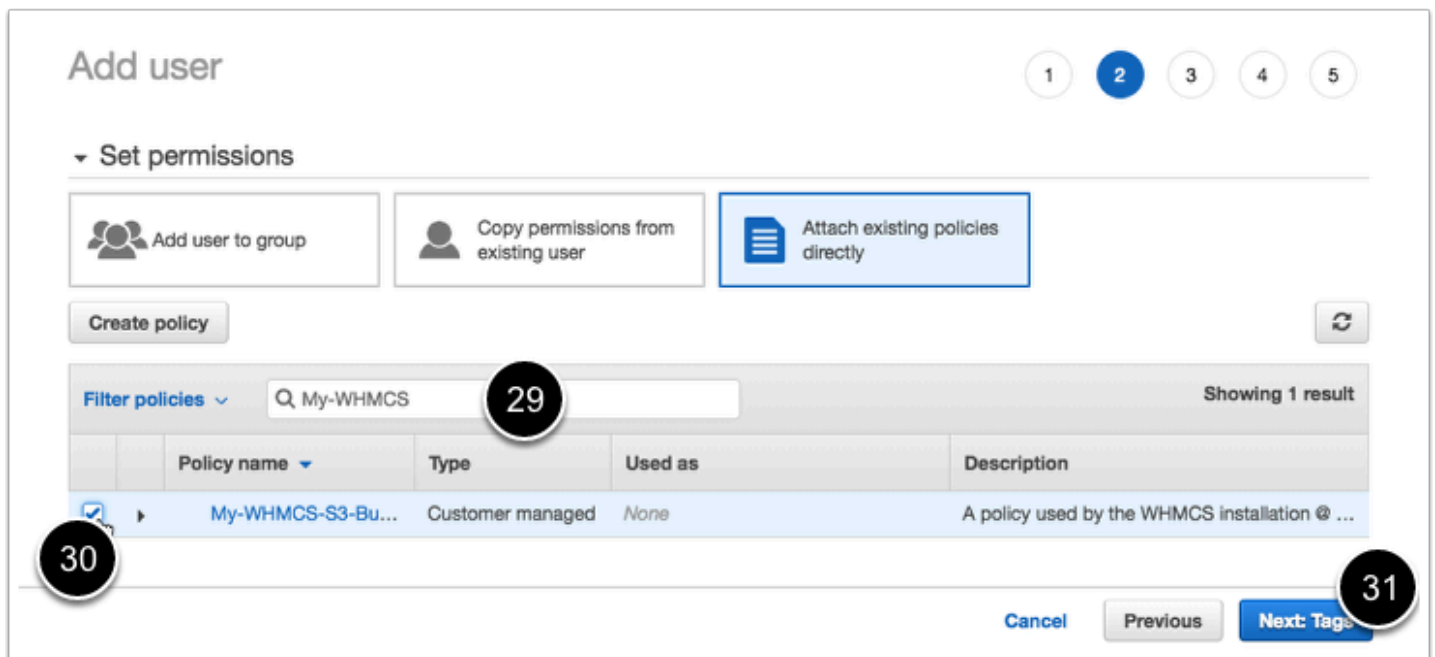 Add user
1 2 3 4 5
Set permissions
Add user to group
Copy permissions from
existing user
Attach existing policies
directly
Create policy
Filter policies My-WHMCS 29 Showing 1 result
Policy name Type Used as Description
My-WHMCS-S3-Bu... Customer managed None A policy used by the WHMCS installation @ ...
30
31
Cancel Previous Next: Tags